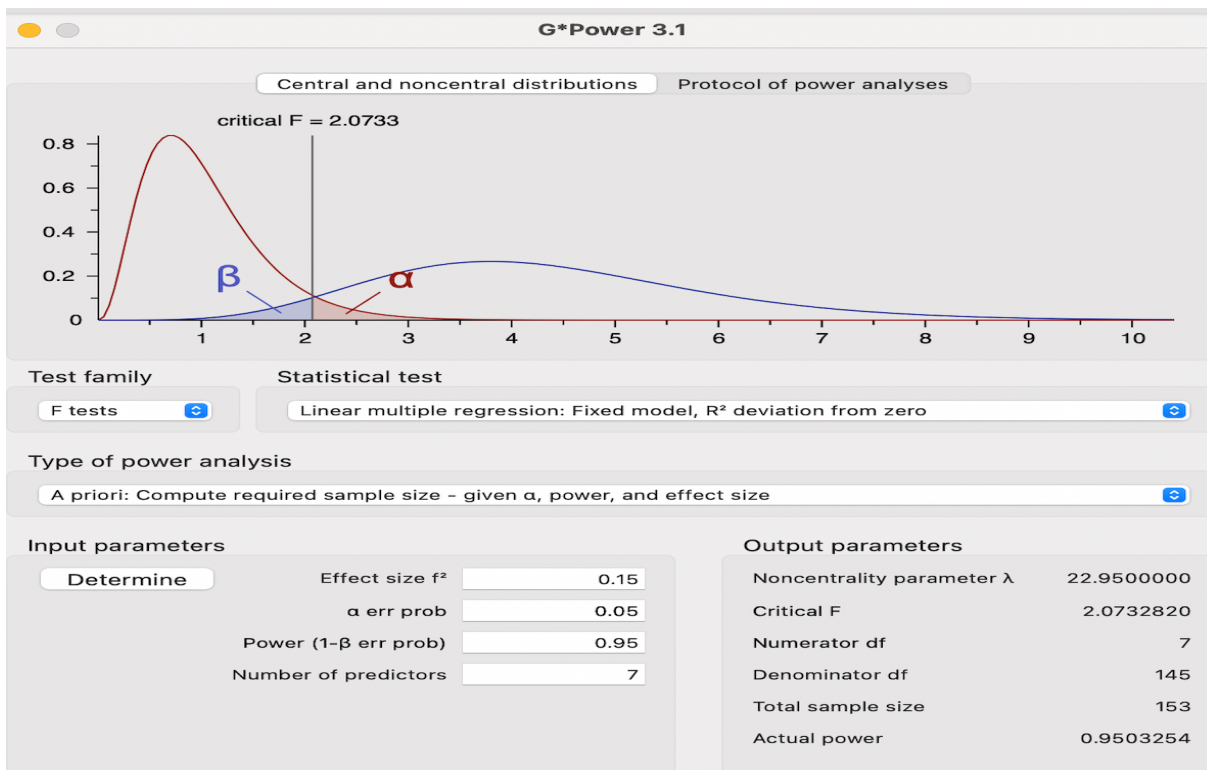 G*Power 3.1
Central and noncentral distributions Protocol of power analyses
critical F = 2.0733
0.8
0.6
0.4
0.2
0
β α
1 2 3 4 5 6 7 8 9 10
Test family Statistical test
F tests Linear multiple regression: Fixed model, R² deviation from zero
Type of power analysis
A priori: Compute required sample size – given α, power, and effect size
Input parameters Output parameters
Determine Effect size f² 0.15 Noncentrality parameter λ 22.9500000
α err prob 0.05 Critical F 2.0732820
Power (1-β err prob) 0.95 Numerator df 7
Number of predictors 7 Denominator df 145
Total sample size 153
Actual power 0.9503254